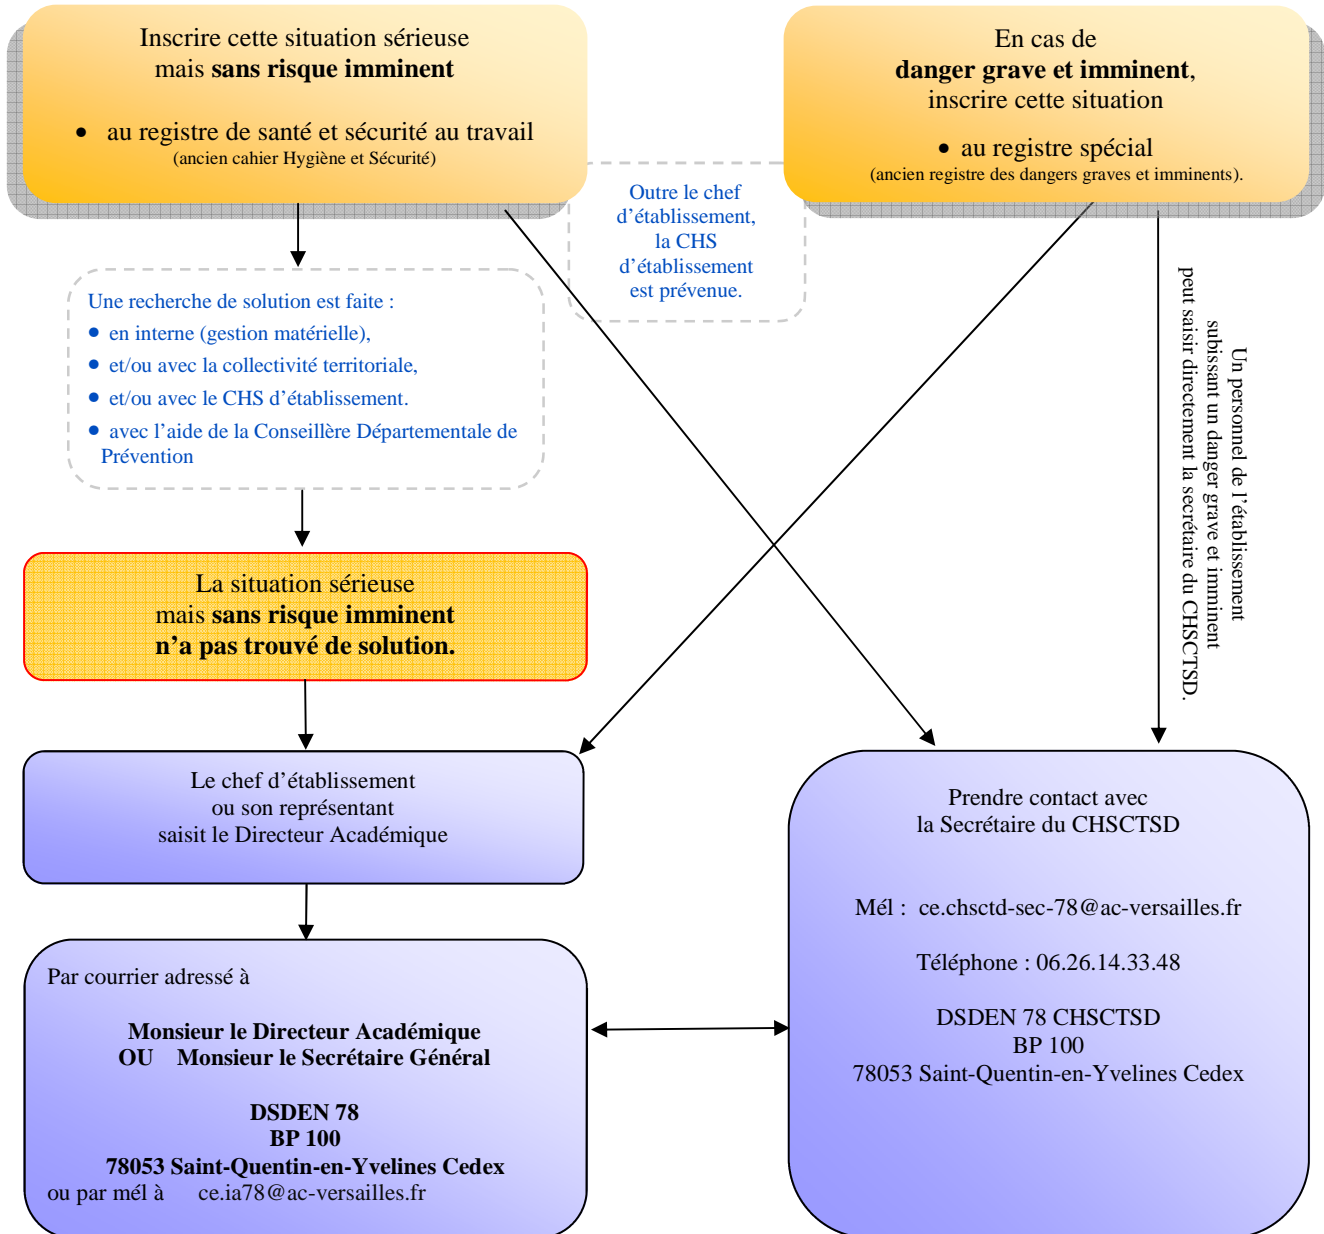 Inscrire cette situation sérieuse
mais sans risque imminent
• au registre de santé et sécurité au travail
(ancien cahier Hygiène et Sécurité)
En cas de
danger grave et imminent,
inscrire cette situation
• au registre spécial
(ancien registre des dangers graves et imminents).
Outre le chef
d’établissement,
la CHS
d’établissement
est prévenue.
Une recherche de solution est faite :
• en interne (gestion matérielle),
• et/ou avec la collectivité territoriale,
• et/ou avec le CHS d’établissement.
• avec l’aide de la Conseillère Départementale de
Prévention
Un personnel de l’établissement
subissant un danger grave et imminent
peut saisir directement la secrétaire du CHSCTSD.
La situation sérieuse
mais sans risque imminent
n’a pas trouvé de solution.
Le chef d’établissement
ou son représentant
saisit le Directeur Académique
Par courrier adressé à
Monsieur le Directeur Académique
OU Monsieur le Secrétaire Général
DSDEN 78
BP 100
78053 Saint-Quentin-en-Yvelines Cedex
ou par mél à ce.ia78@ac-versailles.fr
Prendre contact avec
la Secrétaire du CHSCTSD
Mél : ce.chsctd-sec-78@ac-versailles.fr
Téléphone : 06.26.14.33.48
DSDEN 78 CHSCTSD
BP 100
78053 Saint-Quentin-en-Yvelines Cedex